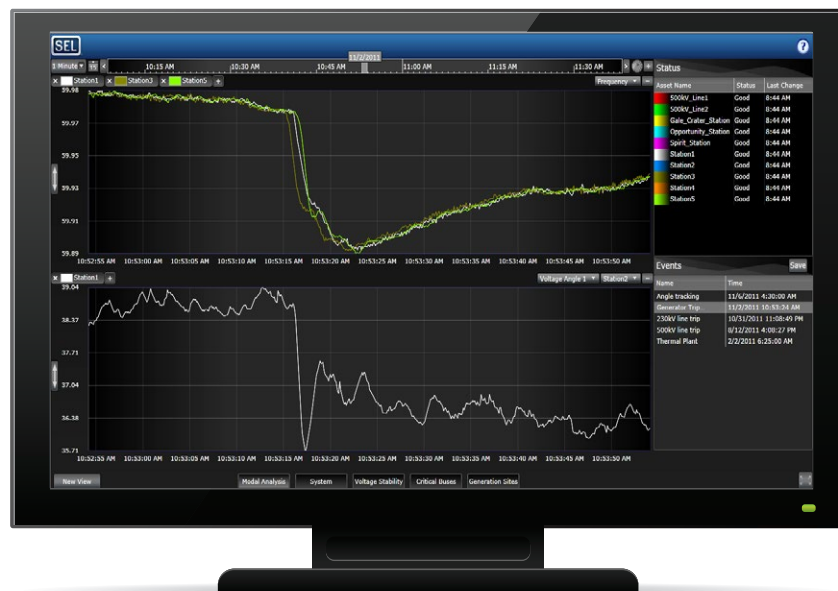 SEL
?
11/2/2011
1 Minute 10:15 AM 10:30 AM 10:45 AM 11:00 AM 11:15 AM 11:30 AM
Status
× Station1 × Station3 × Station5 + Frequency
Asset Name Status Last Change
500kV_Line1 Good 8:44 AM
500kV_Line2 Good 8:44 AM
Gale_Crater_Station Good 8:44 AM
Opportunity_Station Good 8:44 AM
Spirit_Station Good 8:44 AM
Station1 Good 8:44 AM
Station2 Good 8:44 AM
Station3 Good 8:44 AM
Station4 Good 8:44 AM
Station5 Good 8:44 AM
59.98
59.97
59.95
59.93
59.91
59.89
10:52:55 AM 10:53:00 AM 10:53:05 AM 10:53:10 AM 10:53:15 AM 10:53:20 AM 10:53:25 AM 10:53:30 AM 10:53:35 AM 10:53:40 AM 10:53:45 AM 10:53:50 AM
Events Save
× Station1 + Voltage Angle 1 Station2
Name Time
Angle tracking 11/6/2011 4:30:00 AM
Generator Trip.. 11/2/2011 10:53:24 AM
230kV line trip 10/31/2011 11:08:49 PM
500kV line trip 8/12/2011 4:08:27 PM
Thermal Plant 2/2/2011 6:25:00 AM
39.04
38.37
37.71
37.04
36.38
35.71
10:52:55 AM 10:53:00 AM 10:53:05 AM 10:53:10 AM 10:53:15 AM 10:53:20 AM 10:53:25 AM 10:53:30 AM 10:53:35 AM 10:53:40 AM 10:53:45 AM 10:53:50 AM
New View Modal Analysis System Voltage Stability Critical Buses Generation Sites